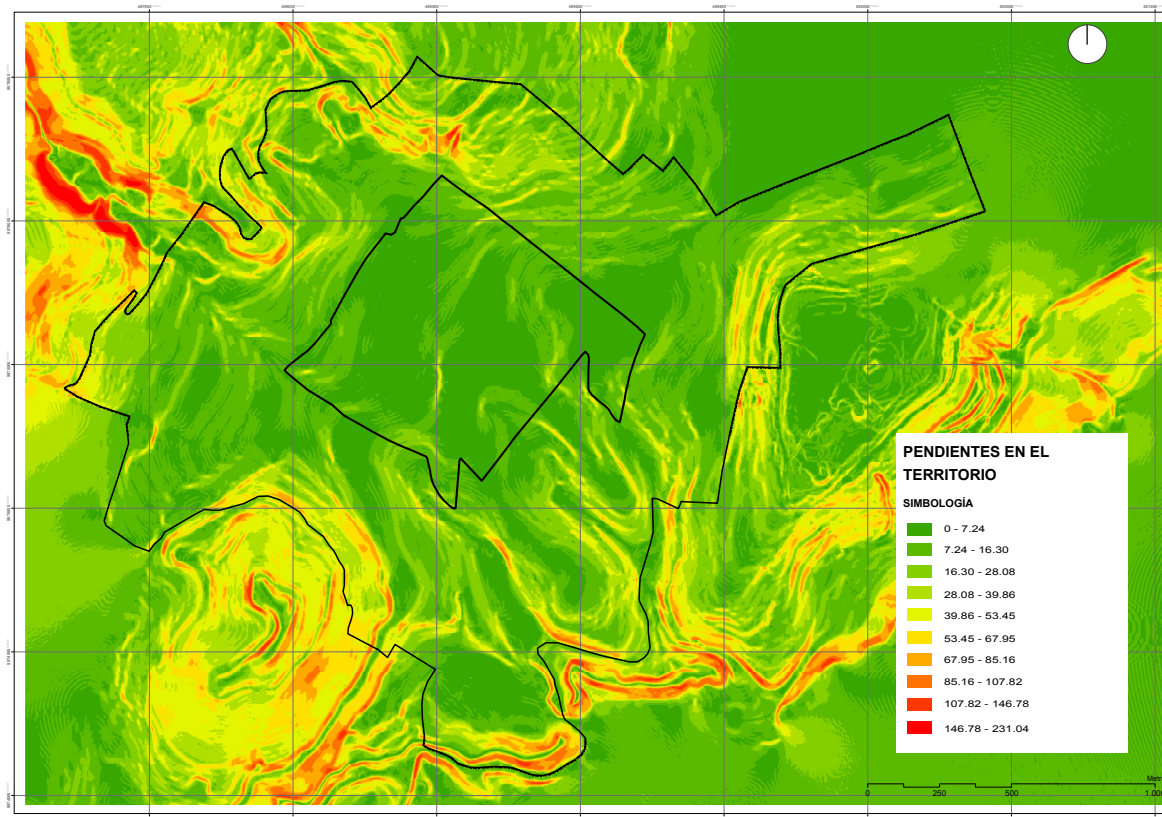 PENDIENTES EN EL
TERRITORIO
SIMBOLOGÍA
0 - 7.24
7.24 - 16.30
16.30 - 28.08
28.08 - 39.86
39.86 - 53.45
53.45 - 67.95
67.95 - 85.16
85.16 - 107.82
107.82 - 146.78
146.78 - 231.04
Metr
0 250 500 1.000